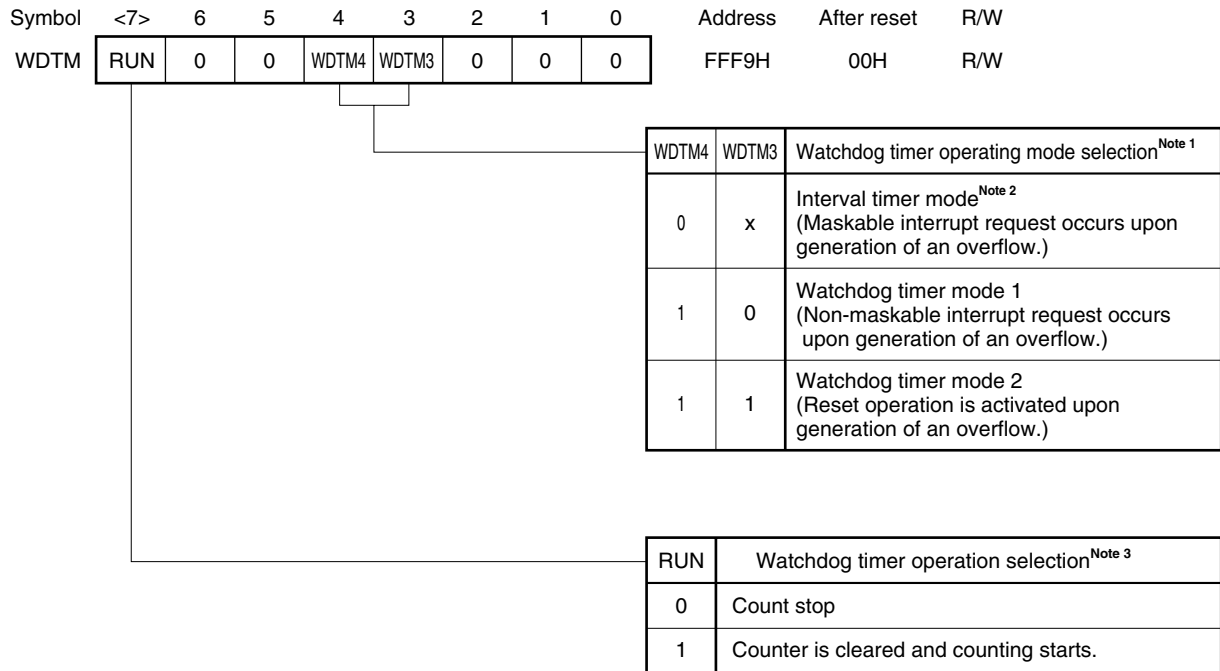 Symbol <7> 6 5 4 3 2 1 0 Address After reset R/W
WDTM RUN 0 0 WDTM4 WDTM3 0 0 0 FFF9H 00H R/W
WDTM4 WDTM3 Watchdog timer operating mode selection Note 1
0 x Interval timer mode Note 2
(Maskable interrupt request occurs upon
generation of an overflow.)
1 0 Watchdog timer mode 1
(Non-maskable interrupt request occurs
upon generation of an overflow.)
1 1 Watchdog timer mode 2
(Reset operation is activated upon
generation of an overflow.)
RUN Watchdog timer operation selection Note 3
0 Count stop
1 Counter is cleared and counting starts.